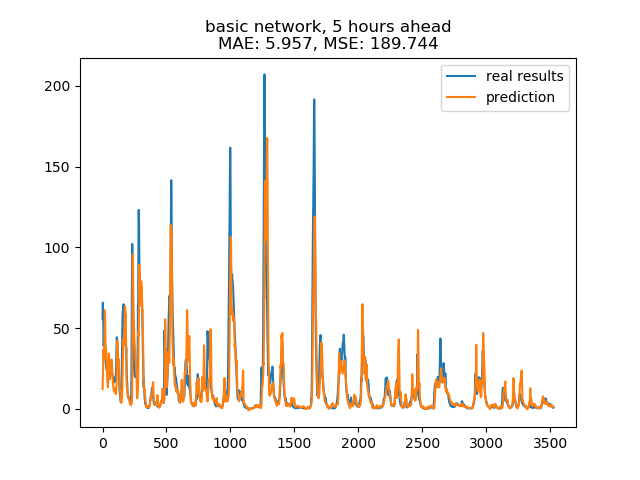 basic network, 5 hours ahead
MAE: 5.957, MSE: 189.744
real results
prediction
200
150
100
50
0
0 500 1000 1500 2000 2500 3000 3500